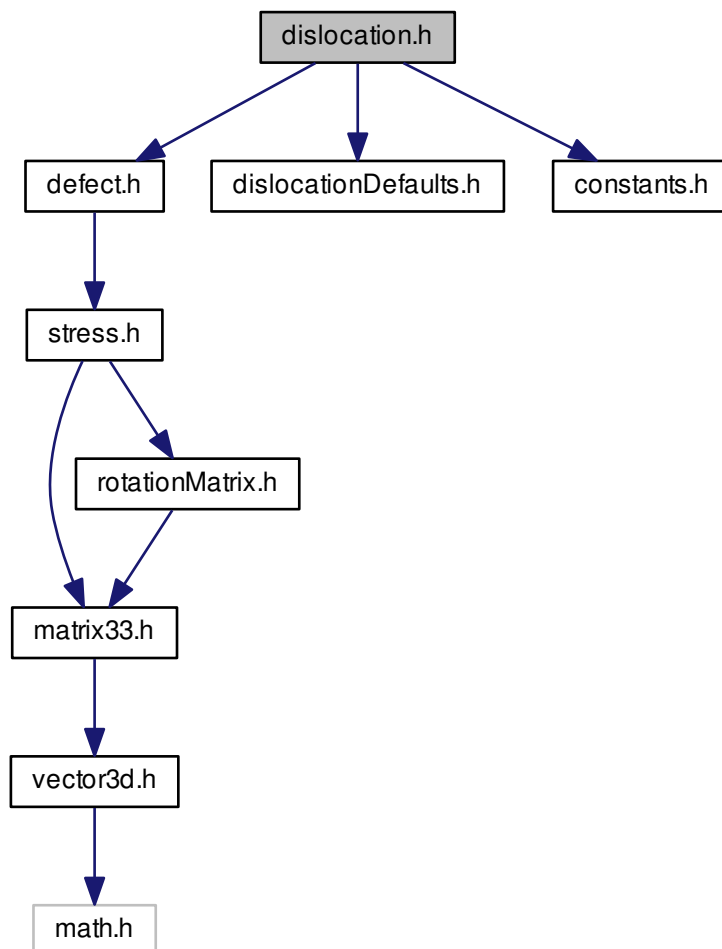 dislocation.h
defect.h
dislocationDefaults.h
constants.h
stress.h
rotationMatrix.h
matrix33.h
vector3d.h
math.h